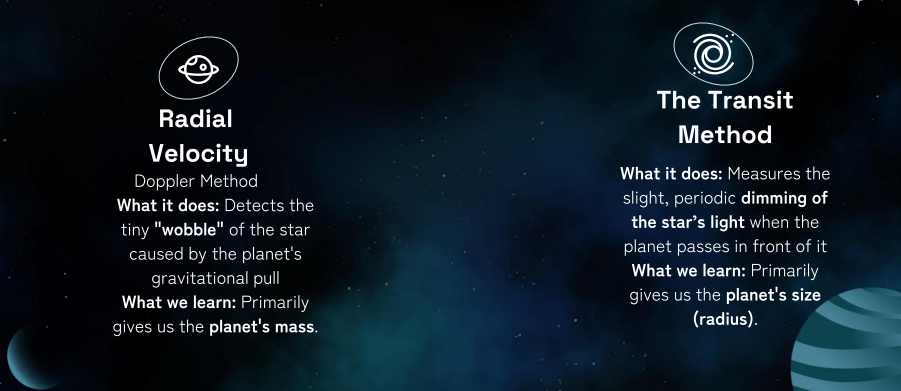 Radial
Velocity
Doppler Method
What it does: Detects the
tiny "wobble" of the star
caused by the planet's
gravitational pull
What we learn: Primarily
gives us the planet's mass.
The Transit
Method
What it does: Measures the
slight, periodic dimming of
the star’s light when the
planet passes in front of it
What we learn: Primarily
gives us the planet's size
(radius).